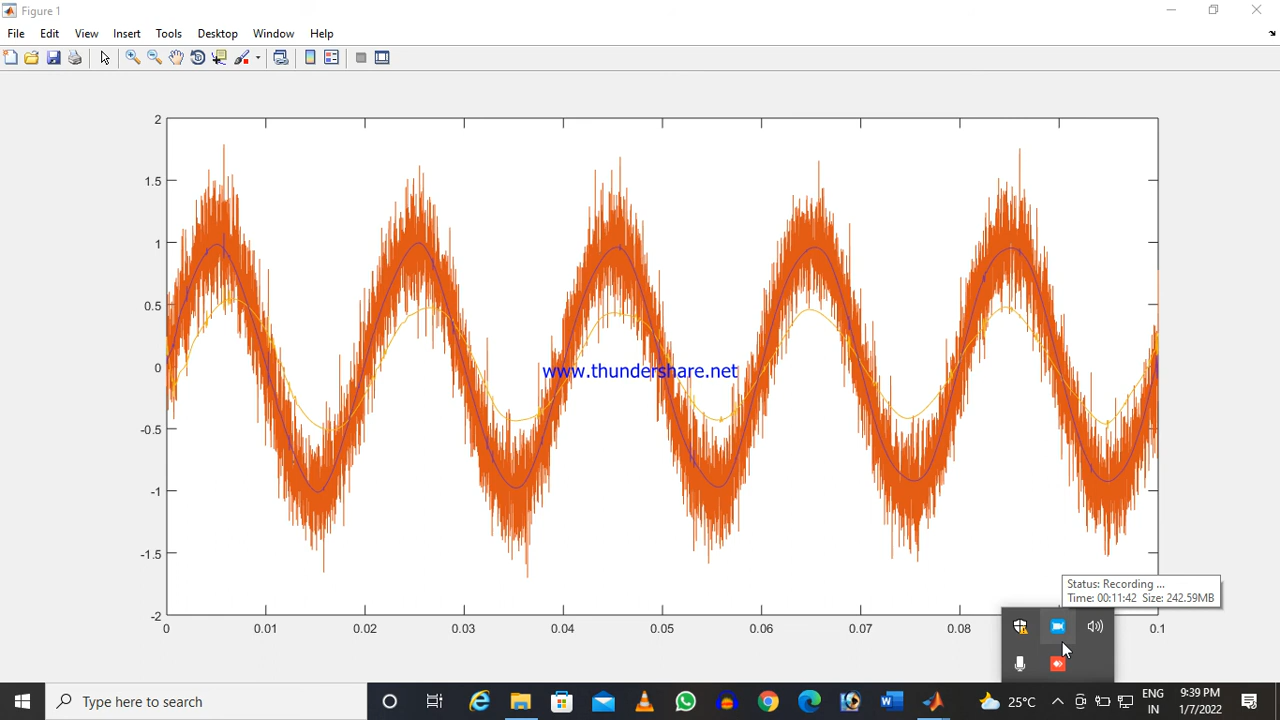 Figure 1
File Edit View Insert Tools Desktop Window Help
2
1.5
1
0.5
0
-0.5
-1
-1.5
-2
www.thundershare.net
0 0.01 0.02 0.03 0.04 0.05 0.06 0.07 0.08 0.1
Status: Recording ...
Time: 00:11:42 Size: 242.59MB
Type here to search
25°C
ENG
IN
9:39 PM
1/7/2022